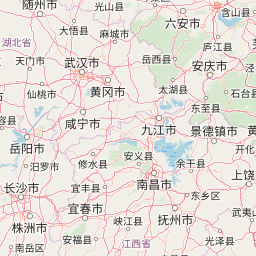 随州市
光山县
六安市
含山县
大悟县
麻城市
湖北省
庐江县
岳西县
天门市
武汉市
安庆市
黄冈市
太湖县
仙桃市
石台县
东至县
咸宁市
九江市
景德镇市
岳阳市
开化
安义县
汨罗市
修水县
余干县
上饶
长沙市
宜丰县
南昌市
东乡区
宜春市
武夷山
株洲市
峡江县
抚州市
南岳区
安福县
江西省
光泽县